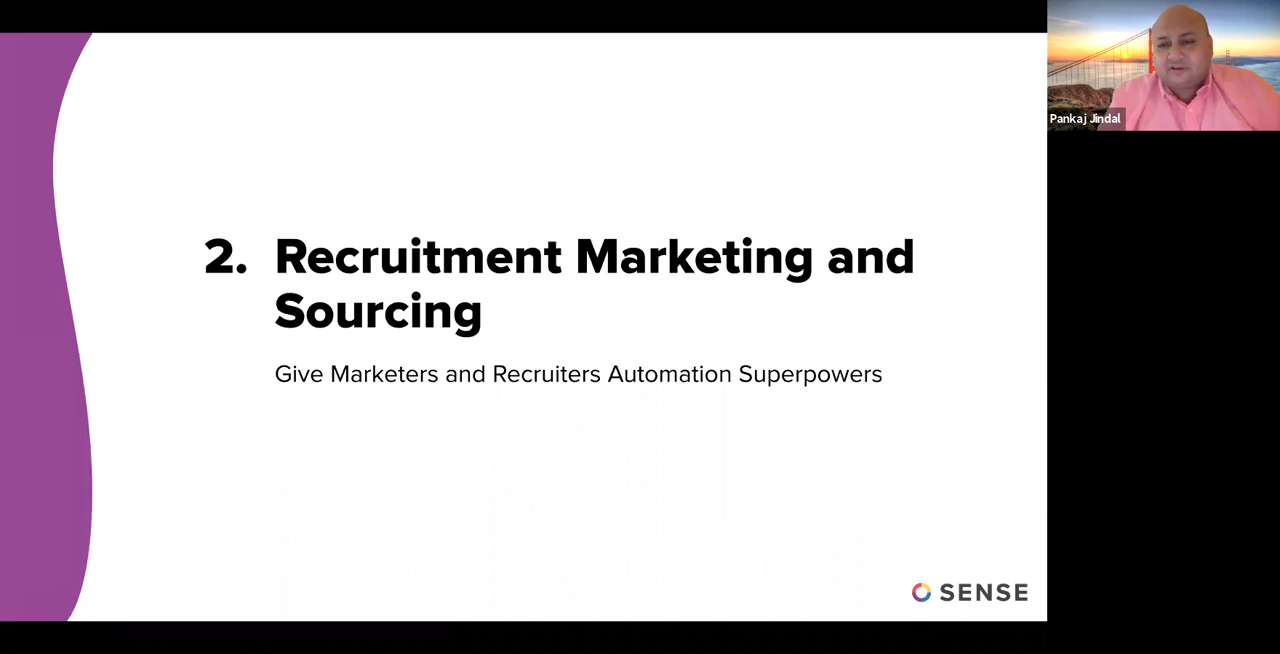 2. Recruitment Marketing and
Sourcing
Give Marketers and Recruiters Automation Superpowers
SENSE
Pankaj Jindal